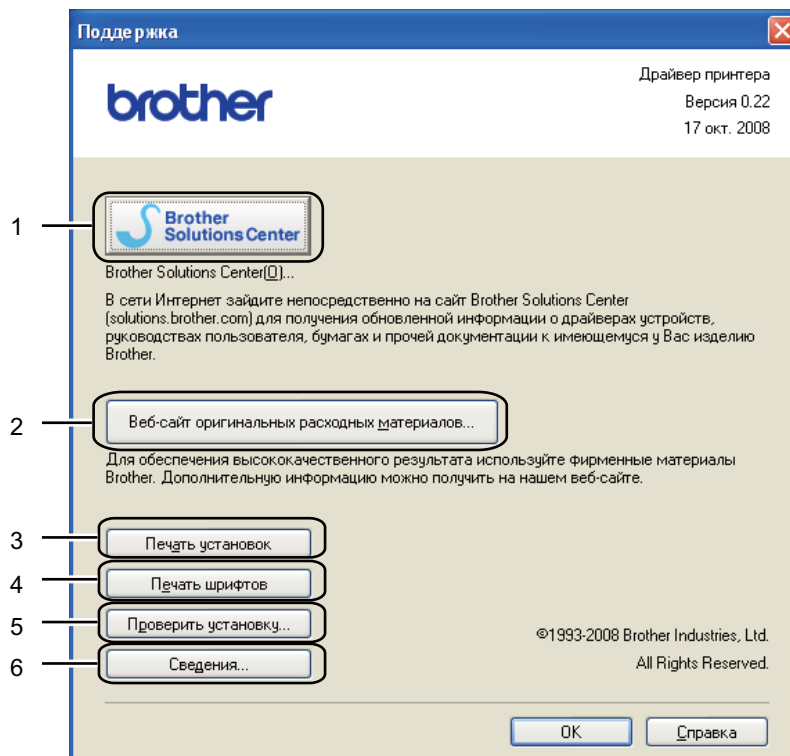 Поддержка
brother
Драйвер принтера
Версия 0.22
17 окт. 2008
1
Brother
Solutions Center
Brother Solutions Center(O)...
В сети Интернет зайдите непосредственно на сайт Brother Solutions Center
(solutions.brother.com) для получения обновленной информации о драйверах устройств,
руководствах пользователя, бумагах и прочей документации к имеющемуся у Вас изделию
Brother.
2
Веб-сайт оригинальных расходных материалов...
Для обеспечения высококачественного результата используйте фирменные материалы
Brother. Дополнительную информацию можно получить на нашем веб-сайте.
3
Печать установок
4
Печать шрифтов
5
Проверить установку...
6
Сведения...
©1993-2008 Brother Industries, Ltd.
All Rights Reserved.
OK
Справка